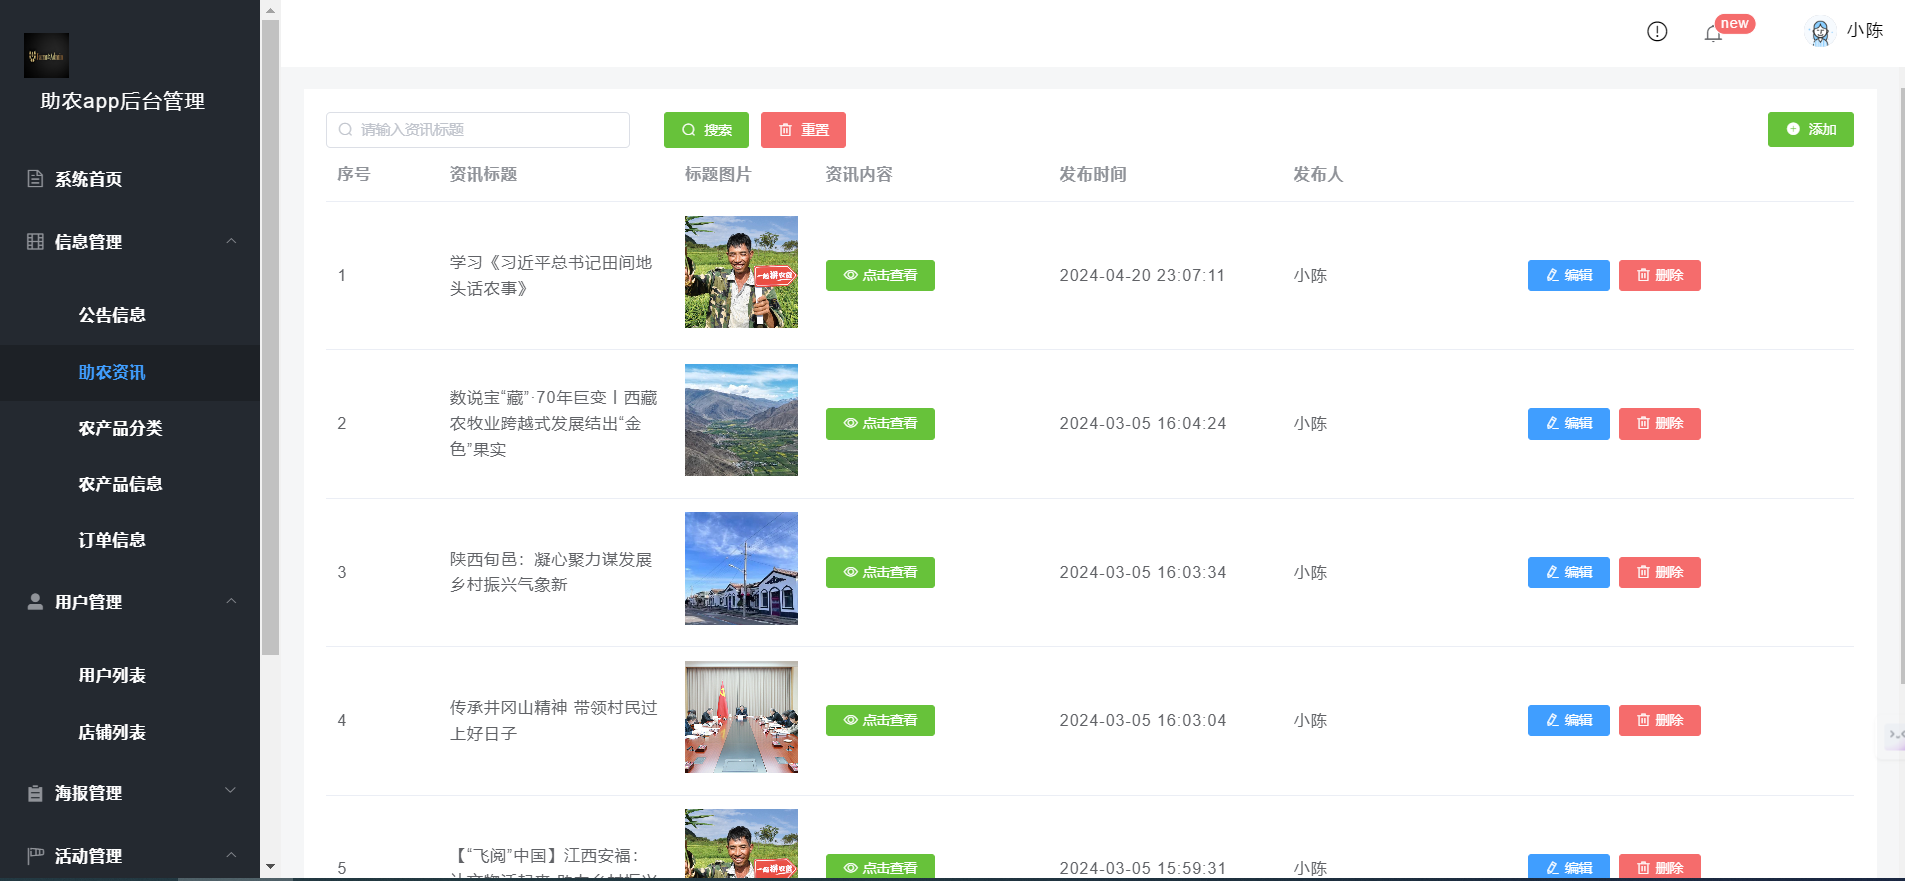 助农app后台管理
系统首页
信息管理
公告信息
助农资讯
农产品分类
农产品信息
订单信息
用户管理
用户列表
店铺列表
海报管理
活动管理
new
小陈
请输入资讯标题
搜索
重置
添加
序号 资讯标题 标题图片 资讯内容 发布时间 发布人
1
学习《习近平总书记田间地
头话农事》
点击查看
2024-04-20 23:07:11
小陈
编辑
删除
2
数说宝“藏”·70年巨变丨西藏
农牧业跨越式发展结出“金
色”果实
点击查看
2024-03-05 16:04:24
小陈
编辑
删除
3
陕西旬邑：凝心聚力谋发展
乡村振兴气象新
点击查看
2024-03-05 16:03:34
小陈
编辑
删除
4
传承井冈山精神 带领村民过
上好日子
点击查看
2024-03-05 16:03:04
小陈
编辑
删除
5
【“飞阅”中国】江西安福：
点击查看
2024-03-05 15:59:31
小陈
编辑
删除